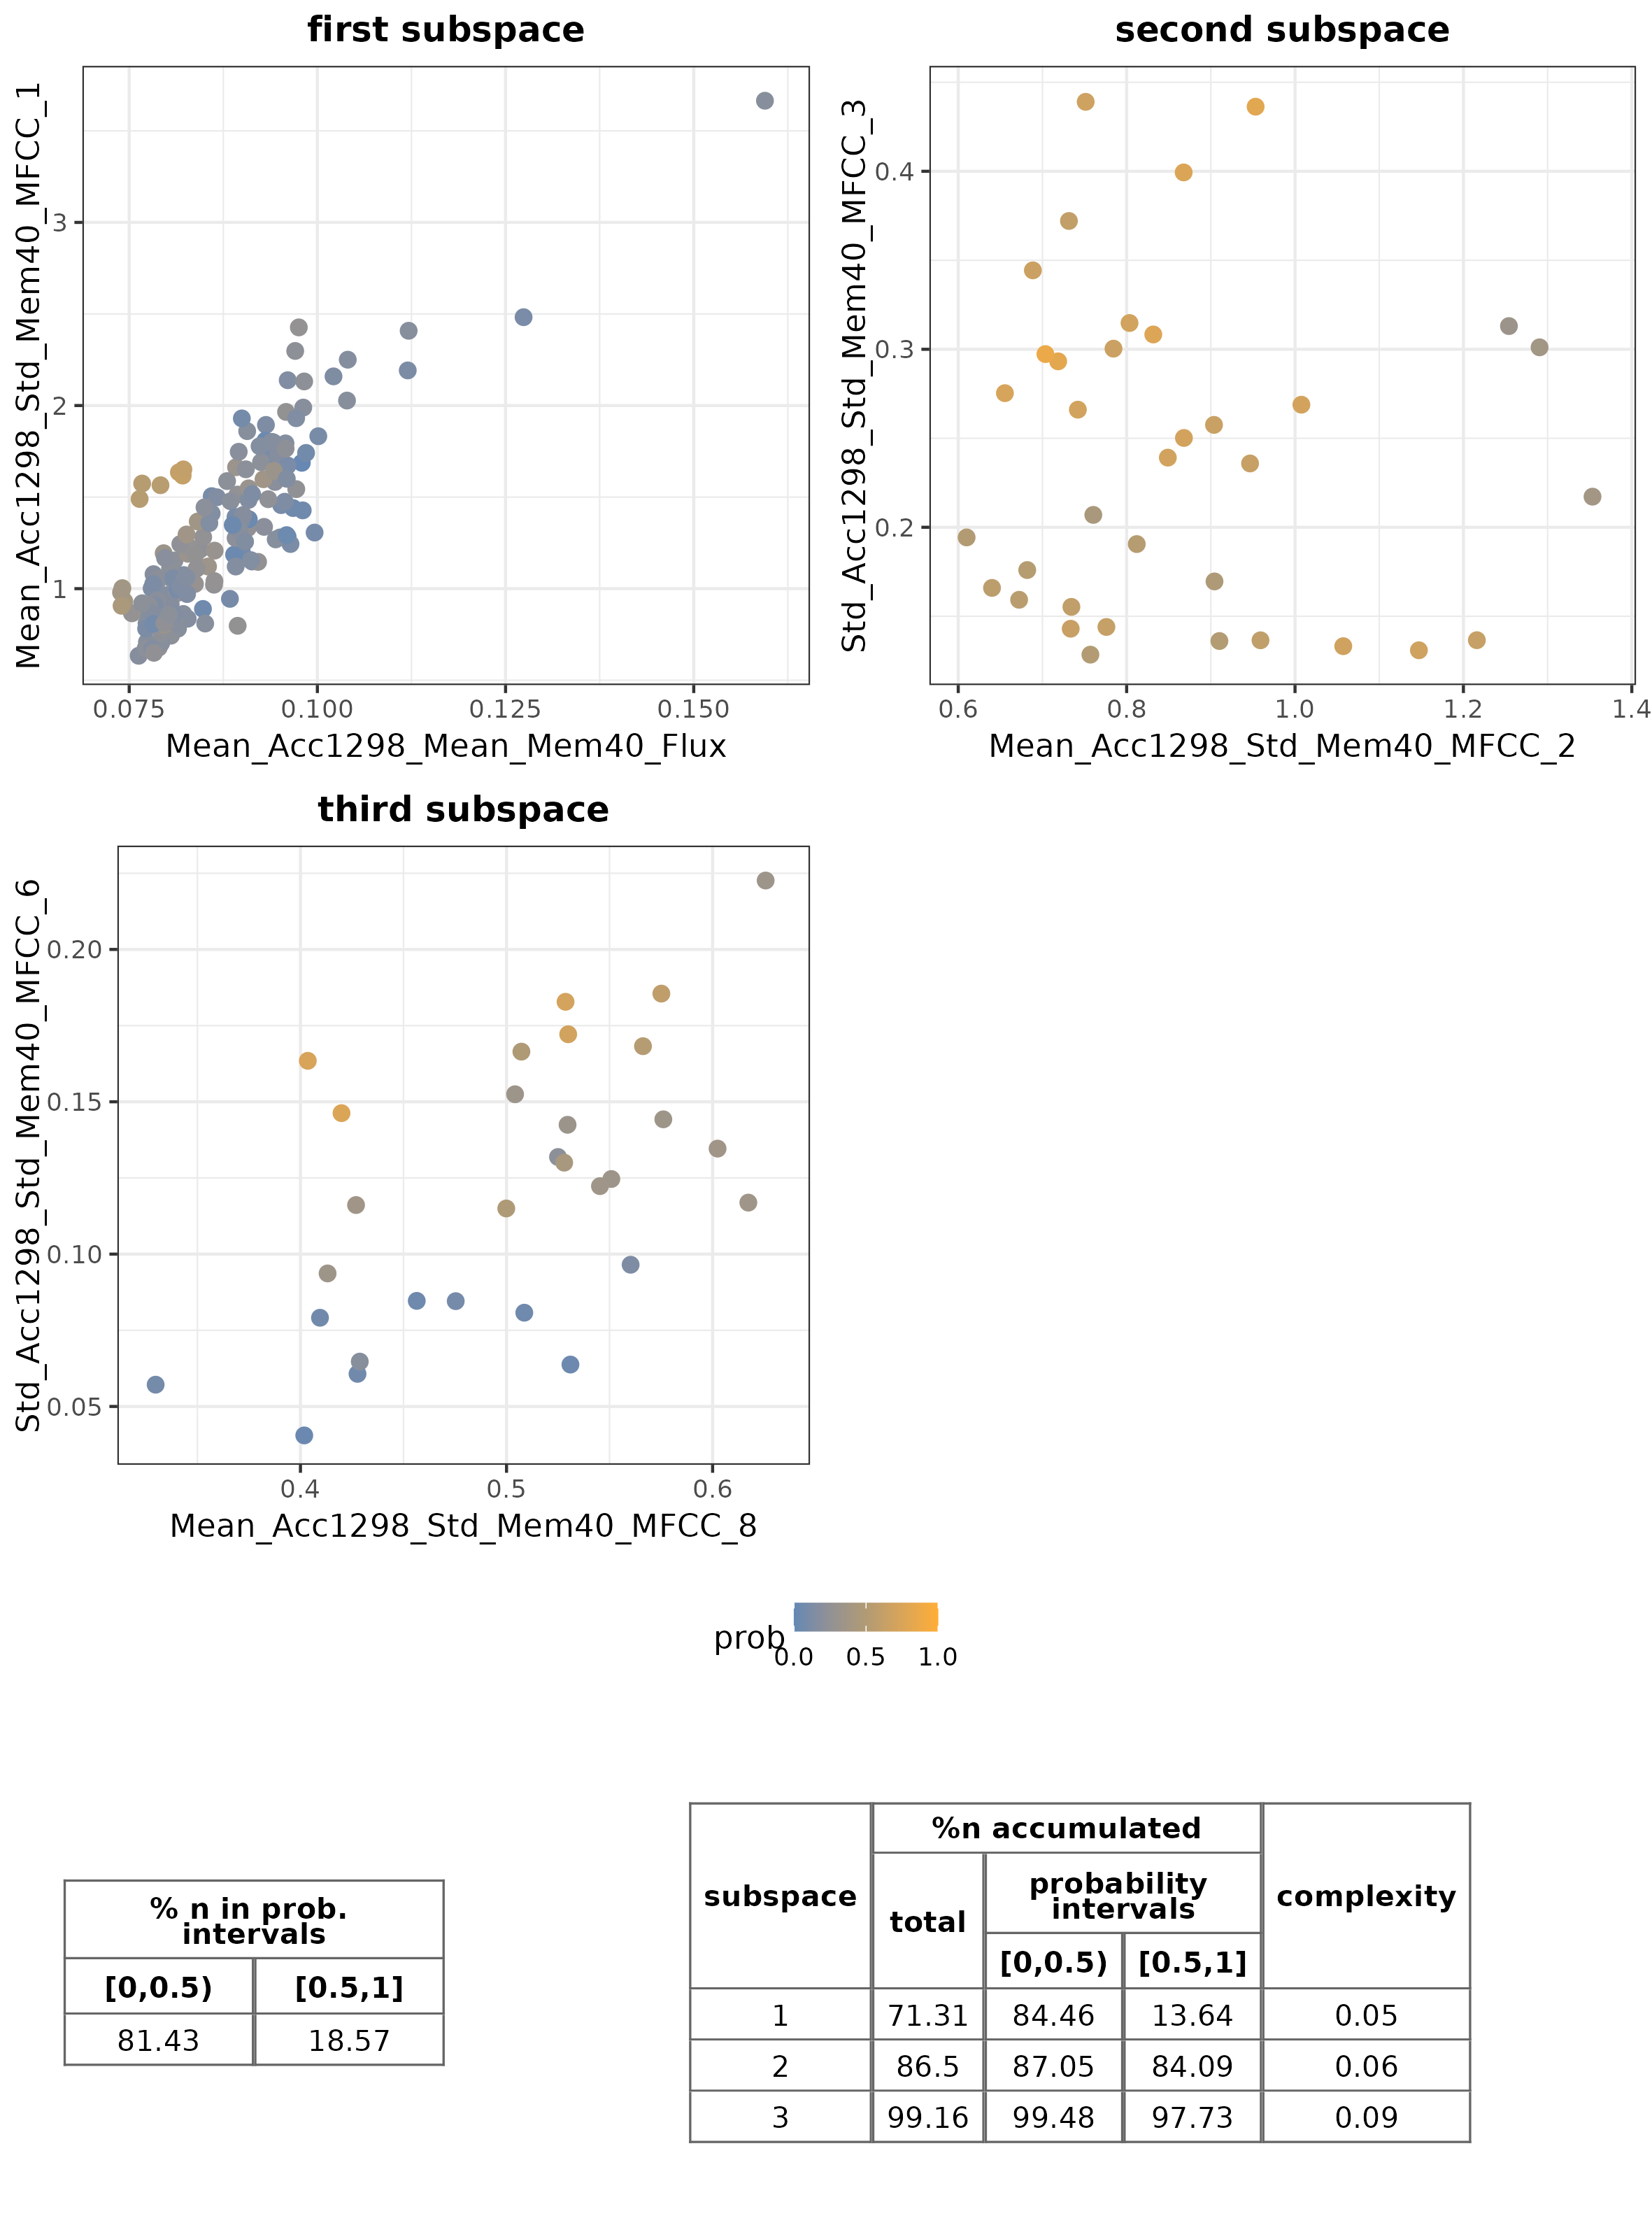 first subspace
Mean_Acc1298_Std_Mem40_MFCC_1
3
2
1
0.075 0.100 0.125 0.150
Mean_Acc1298_Mean_Mem40_Flux
second subspace
Std_Acc1298_Std_Mem40_MFCC_3
0.4
0.3
0.2
0.6 0.8 1.0 1.2 1.4
Mean_Acc1298_Std_Mem40_MFCC_2
third subspace
Std_Acc1298_Std_Mem40_MFCC_6
0.20
0.15
0.10
0.05
0.4 0.5 0.6
Mean_Acc1298_Std_Mem40_MFCC_8
prob
0.0 0.5 1.0
% n in prob.
intervals
[0,0.5) [0.5,1]
81.43 18.57
subspace
%n accumulated
total
probability
intervals
[0,0.5) [0.5,1]
complexity
1 71.31 84.46 13.64 0.05
2 86.5 87.05 84.09 0.06
3 99.16 99.48 97.73 0.09